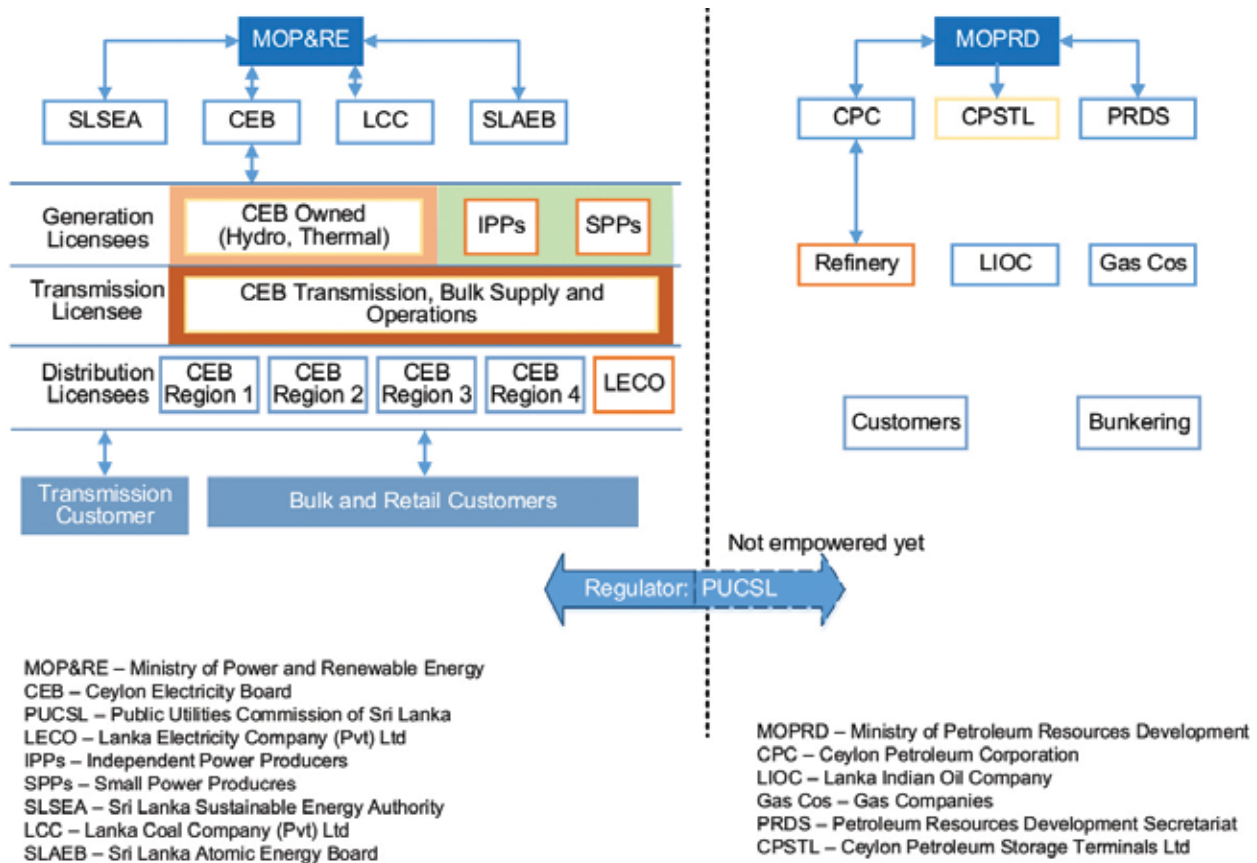 MOP&RE
MOPRD
SLSEA
CEB
LCC
SLAEB
CPC
CPSTL
PRDS
Generation
Licensees
CEB Owned
(Hydro, Thermal)
IPPs
SPPs
Refinery
LIOC
Gas Cos
Transmission
Licensee
CEB Transmission, Bulk Supply and
Operations
Distribution
Licensees
CEB
Region 1
CEB
Region 2
CEB
Region 3
CEB
Region 4
LECO
Customers
Bunkering
Transmission
Customer
Bulk and Retail Customers
Not empowered yet
Regulator: PUCSL
MOP&RE – Ministry of Power and Renewable Energy
CEB – Ceylon Electricity Board
PUCSL – Public Utilities Commission of Sri Lanka
LECO – Lanka Electricity Company (Pvt) Ltd
IPPs – Independent Power Producers
SPPs – Small Power Producres
SLSEA – Sri Lanka Sustainable Energy Authority
LCC – Lanka Coal Company (Pvt) Ltd
SLAEB – Sri Lanka Atomic Energy Board
MOPRD – Ministry of Petroleum Resources Development
CPC – Ceylon Petroleum Corporation
LIOC – Lanka Indian Oil Company
Gas Cos – Gas Companies
PRDS – Petroleum Resources Development Secretariat
CPSTL – Ceylon Petroleum Storage Terminals Ltd